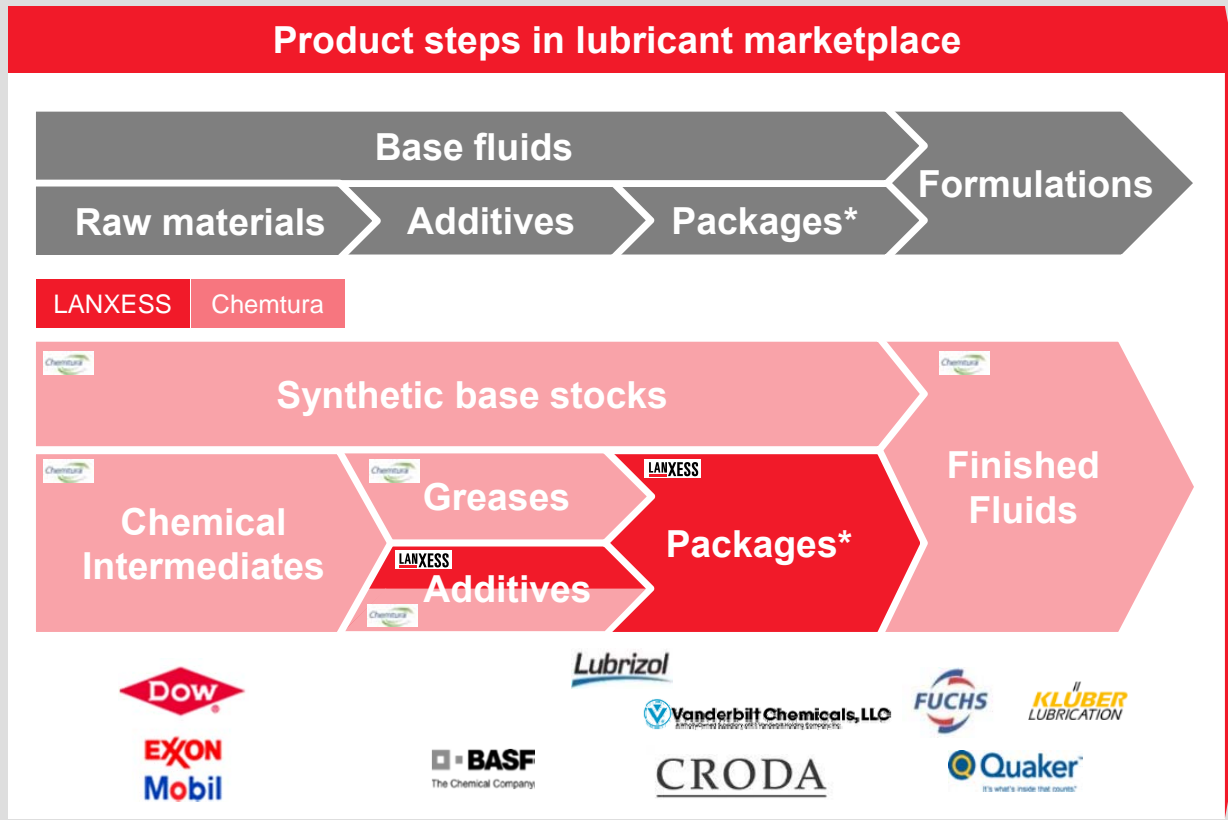 Product steps in lubricant marketplace
Base fluids
Formulations
Raw materials
Additives
Packages*
LANXESS
Chemtura
Chemtura
Chemtura
Synthetic base stocks
Chemtura
Chemtura
LANXESS
Greases
Finished
Fluids
Chemical
Intermediates
Packages*
LANXESS
Additives
Chemtura
Lubrizol
DOW
Vanderbilt Chemicals, LLC
FUCHS
KLÜBER
LUBRICATION
EXXON
Mobil
BASF
The Chemical Company
CRODA
Quaker™
It's what's inside that counts.®